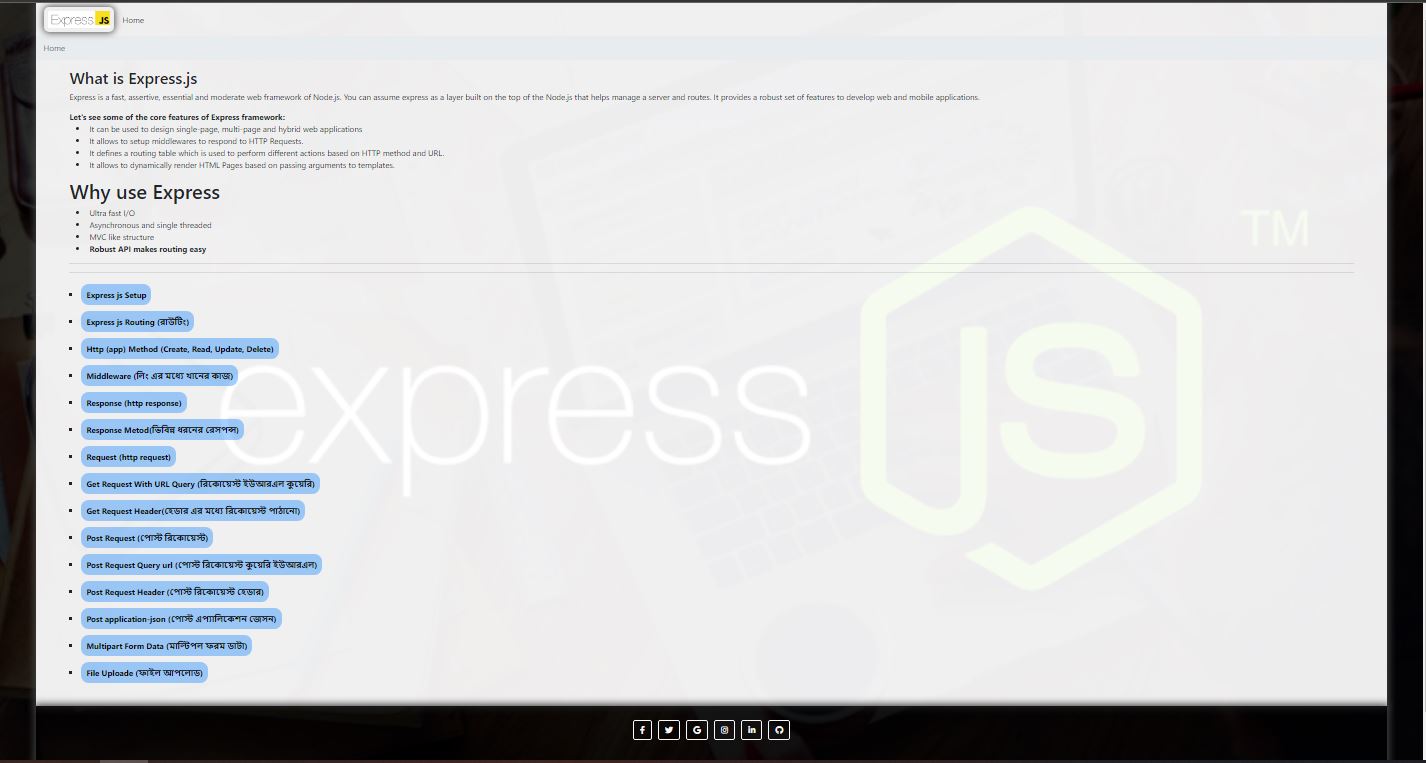 Express JS
Home
Home
What is Express.js
Express is a fast, assertive, essential and moderate web framework of Node.js. You can assume express as a layer built on the top of the Node.js that helps manage a server and routes. It provides a robust set of features to develop web and mobile applications.
Let's see some of the core features of Express framework:
It can be used to design single-page, multi-page and hybrid web applications
It allows to setup middlewares to respond to HTTP Requests.
It defines a routing table which is used to perform different actions based on HTTP method and URL.
It allows to dynamically render HTML Pages based on passing arguments to templates.
Why use Express
Ultra fast I/O
Asynchronous and single threaded
MVC like structure
Robust API makes routing easy
Express js Setup
Express js Routing (রাউটিং)
Http (app) Method (Create, Read, Update, Delete)
Middleware (লিং এর মধ্যে খানের কাজ)
Response (http response)
Response Metod(ভিবিন্ন ধরনের রেসপন্স)
Request (http request)
Get Request With URL Query (রিকোয়েস্ট ইউআরএল কুয়েরি)
Get Request Header(হেডার এর মধ্যে রিকোয়েস্ট পাঠানো)
Post Request (পোস্ট রিকোয়েস্ট)
Post Request Query url (পোস্ট রিকোয়েস্ট কুয়েরি ইউআরএল)
Post Request Header (পোস্ট রিকোয়েস্ট হেডার)
Post application-json (পোস্ট এপ্যালিকেশন জেসন)
Multipart Form Data (মাল্টিপল ফরম ডাটা)
File Uploade (ফাইল আপলোড)
express JS TM